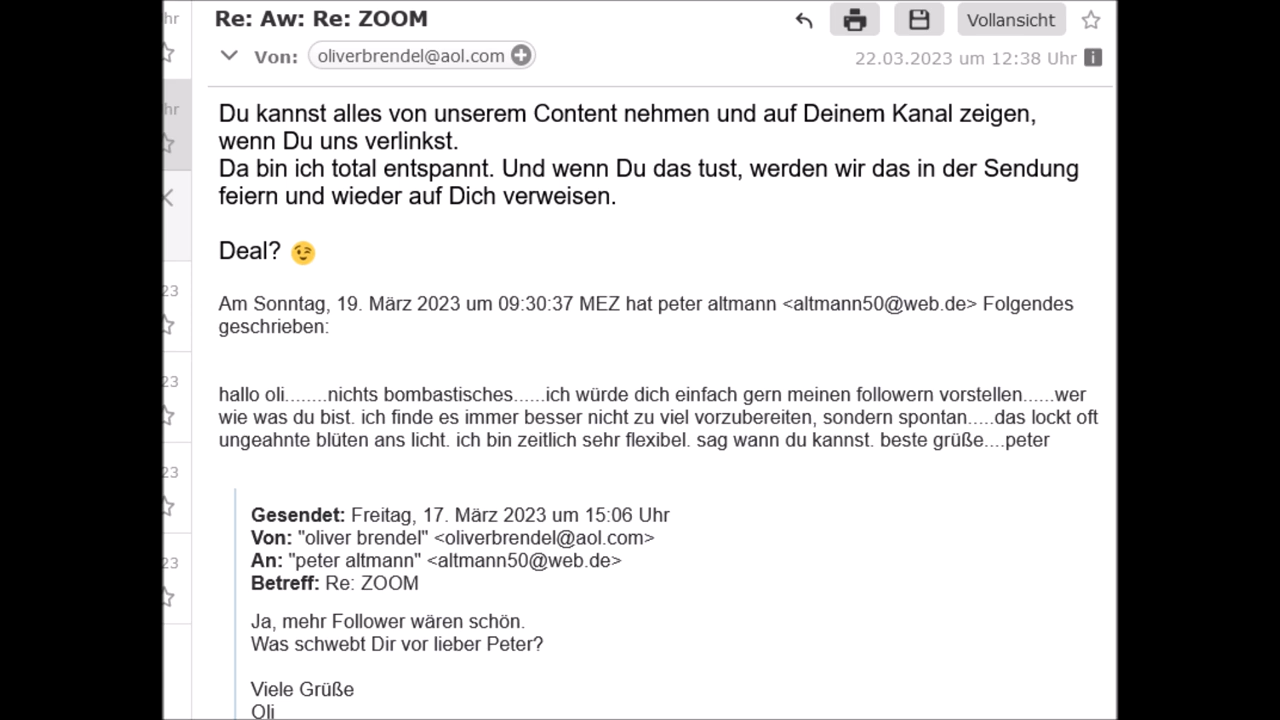 hr
Re: Aw: Re: ZOOM
Vollansicht
Von: oliverbrendel@aol.com
22.03.2023 um 12:38 Uhr
hr
Du kannst alles von unserem Content nehmen und auf Deinem Kanal zeigen,
wenn Du uns verlinkst.
Da bin ich total entspannt. Und wenn Du das tust, werden wir das in der Sendung
feiern und wieder auf Dich verweisen.
Deal? 😉
23
Am Sonntag, 19. März 2023 um 09:30:37 MEZ hat peter altmann <altmann50@web.de> Folgendes
geschrieben:
23
hallo oli........nichts bombastisches......ich würde dich einfach gern meinen followern vorstellen......wer
wie was du bist. ich finde es immer besser nicht zu viel vorzubereiten, sondern spontan.....das lockt oft
ungeahnte blüten ans licht. ich bin zeitlich sehr flexibel. sag wann du kannst. beste grüße....peter
23
Gesendet: Freitag, 17. März 2023 um 15:06 Uhr
Von: "oliver brendel" <oliverbrendel@aol.com>
An: "peter altmann" <altmann50@web.de>
23
Betreff: Re: ZOOM
Ja, mehr Follower wären schön.
Was schwebt Dir vor lieber Peter?
Viele Grüße
Oli